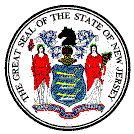 THE GREAT SEAL OF THE STATE OF NEW JERSEY